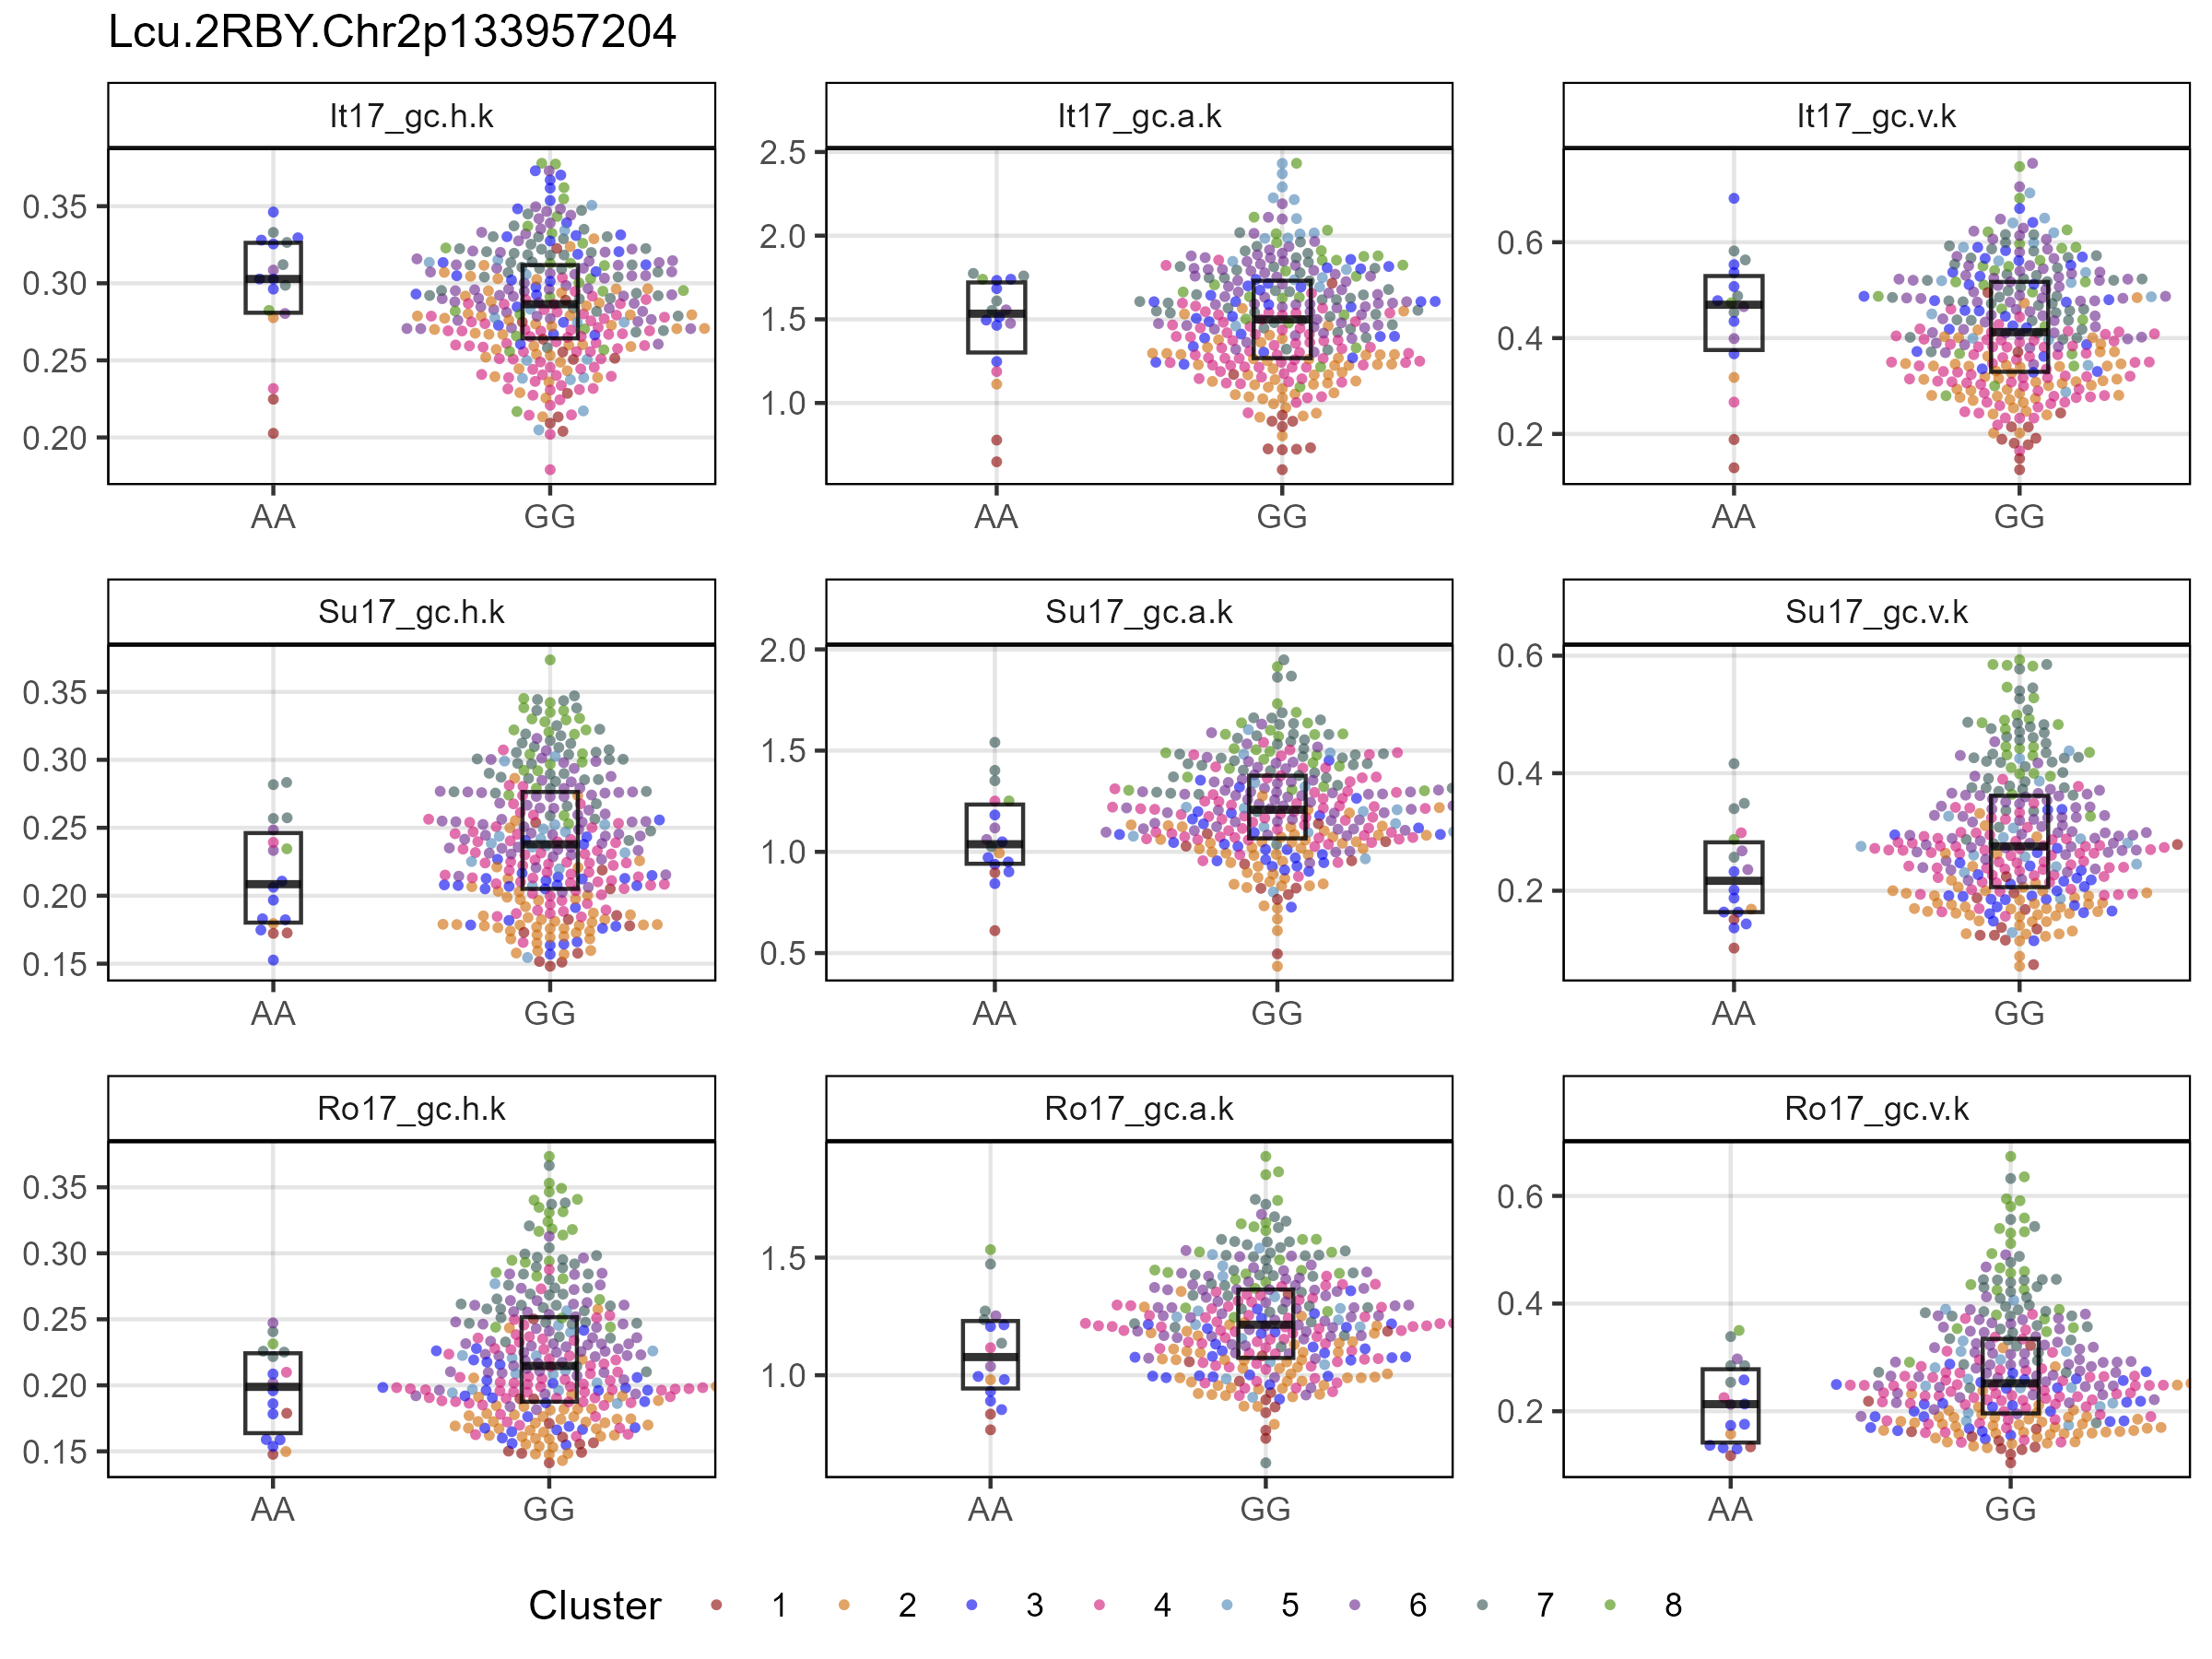 Lcu.2RBY.Chr2p133957204
It17_gc.h.k
It17_gc.a.k
It17_gc.v.k
0.35
0.30
0.25
0.20
AA
GG
2.5
2.0
1.5
1.0
AA
GG
0.6
0.4
0.2
AA
GG
Su17_gc.h.k
Su17_gc.a.k
Su17_gc.v.k
0.35
0.30
0.25
0.20
0.15
AA
GG
2.0
1.5
1.0
0.5
AA
GG
0.6
0.4
0.2
AA
GG
Ro17_gc.h.k
Ro17_gc.a.k
Ro17_gc.v.k
0.35
0.30
0.25
0.20
0.15
AA
GG
1.5
1.0
AA
GG
0.6
0.4
0.2
AA
GG
Cluster 1 2 3 4 5 6 7 8